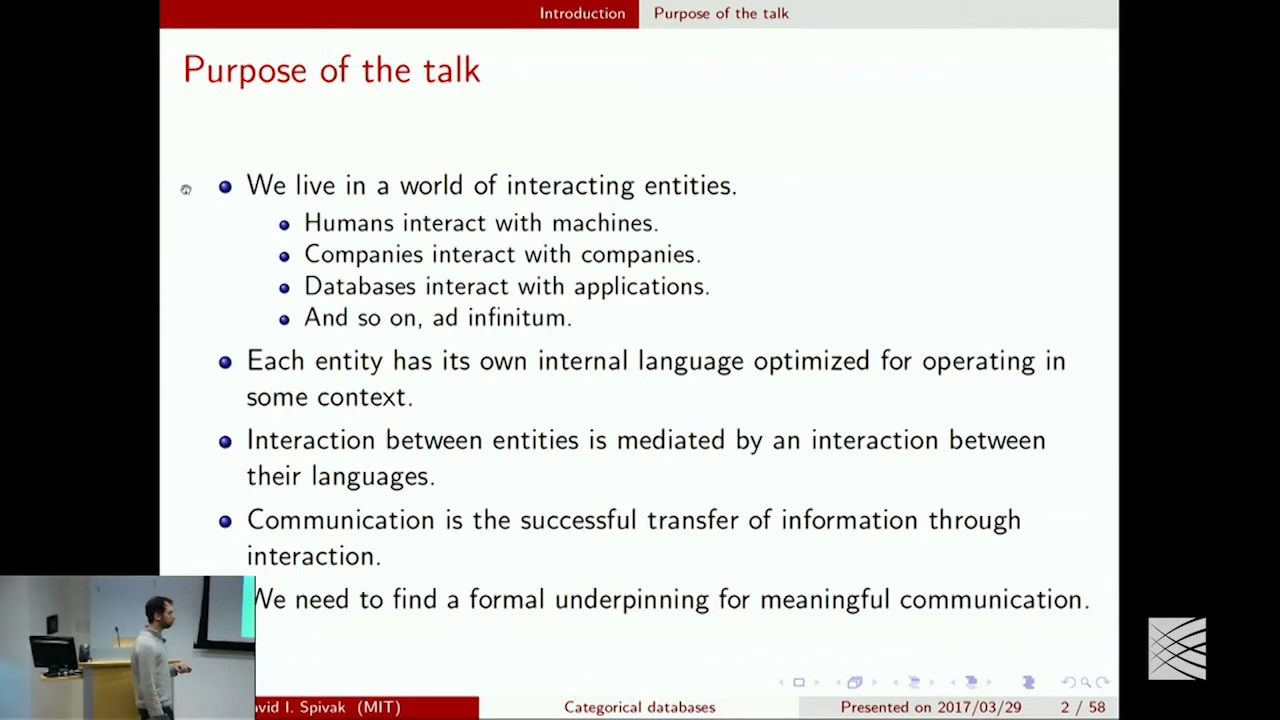 Introduction
Purpose of the talk
Purpose of the talk
We live in a world of interacting entities.
Humans interact with machines.
Companies interact with companies.
Databases interact with applications.
And so on, ad infinitum.
Each entity has its own internal language optimized for operating in
some context.
Interaction between entities is mediated by an interaction between
their languages.
Communication is the successful transfer of information through
interaction.
We need to find a formal underpinning for meaningful communication.
avid I. Spivak (MIT)
Categorical databases
Presented on 2017/03/29
2 / 58